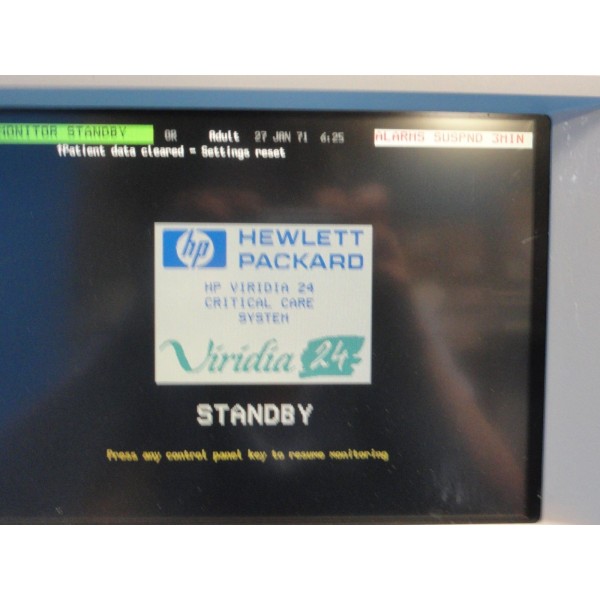 MONITOR STANDBY OR Adult 27 JAN 71 6:25 ALARMS SUSPND 3MIN
!Patient data cleared = Settings reset
hp HEWLETT
PACKARD
HP VIRIDIA 24
CRITICAL CARE
SYSTEM
Viridia 24
STANDBY
Press any control panel key to resume monitoring